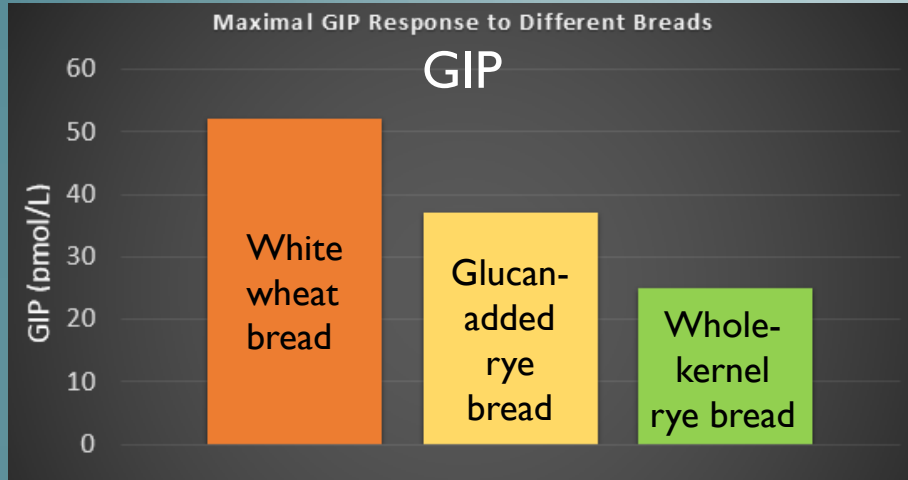 Maximal GIP Response to Different Breads
GIP
60
50
40
30
20
10
0
GIP (pmol/L)
White
wheat
bread
Glucan-
added
rye
bread
Whole-
kernel
rye bread